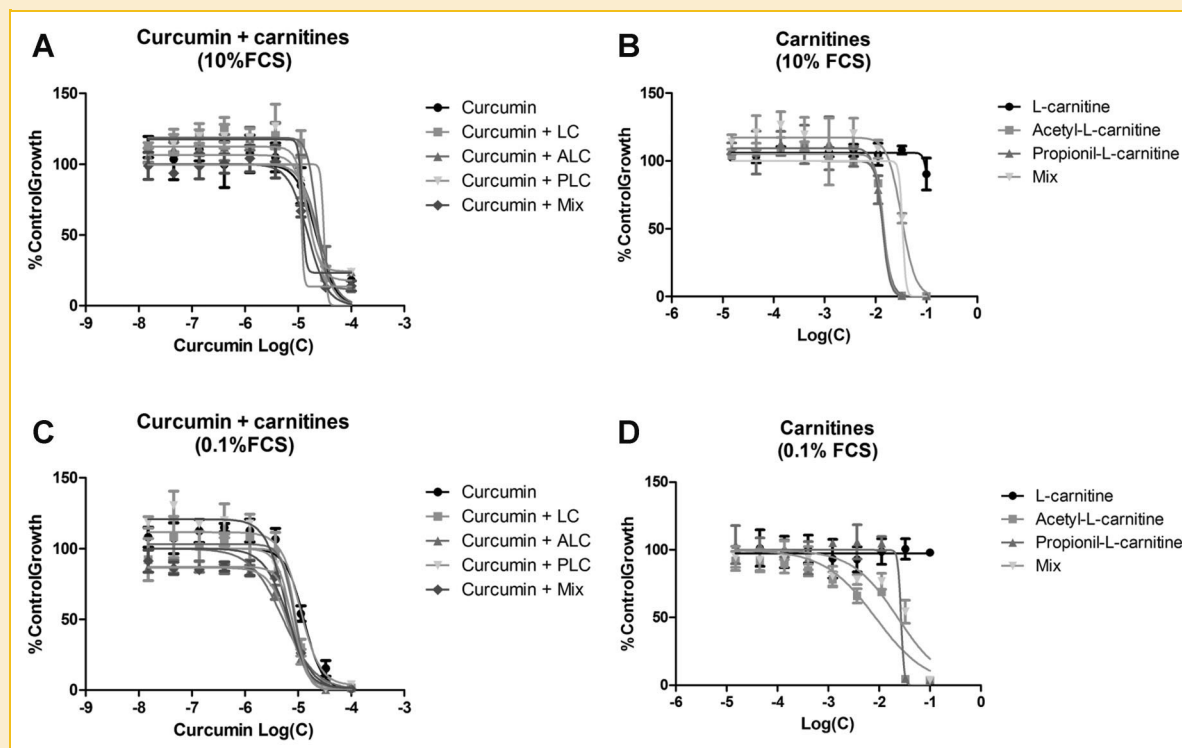 A
Curcumin + carnitines
(10%FCS)
%ControlGrowth
150
100
50
0
-9 -8 -7 -6 -5 -4 -3
Curcumin Log(C)
Curcumin
Curcumin + LC
Curcumin + ALC
Curcumin + PLC
Curcumin + Mix
B
Carnitines
(10% FCS)
%ControlGrowth
150
100
50
0
-6 -5 -4 -3 -2 -1 0
Log(C)
L-carnitine
Acetyl-L-carnitine
Propionil-L-carnitine
Mix
C
Curcumin + carnitines
(0.1%FCS)
%ControlGrowth
150
100
50
0
-9 -8 -7 -6 -5 -4 -3
Curcumin Log(C)
Curcumin
Curcumin + LC
Curcumin + ALC
Curcumin + PLC
Curcumin + Mix
D
Carnitines
(0.1% FCS)
%ControlGrowth
150
100
50
0
-6 -5 -4 -3 -2 -1 0
Log(C)
L-carnitine
Acetyl-L-carnitine
Propionil-L-carnitine
Mix